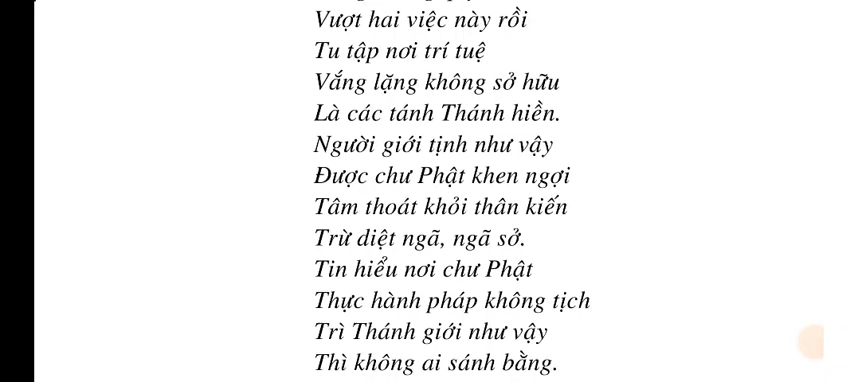 Vượt hai việc này rồi
Tu tập nơi trí tuệ
Vắng lặng không sở hữu
Là các tánh Thánh hiền.
Người giới tịnh như vậy
Được chư Phật khen ngợi
Tâm thoát khỏi thân kiến
Trừ diệt ngã, ngã sở.
Tin hiểu nơi chư Phật
Thực hành pháp không tịch
Trì Thánh giới như vậy
Thì không ai sánh bằng.